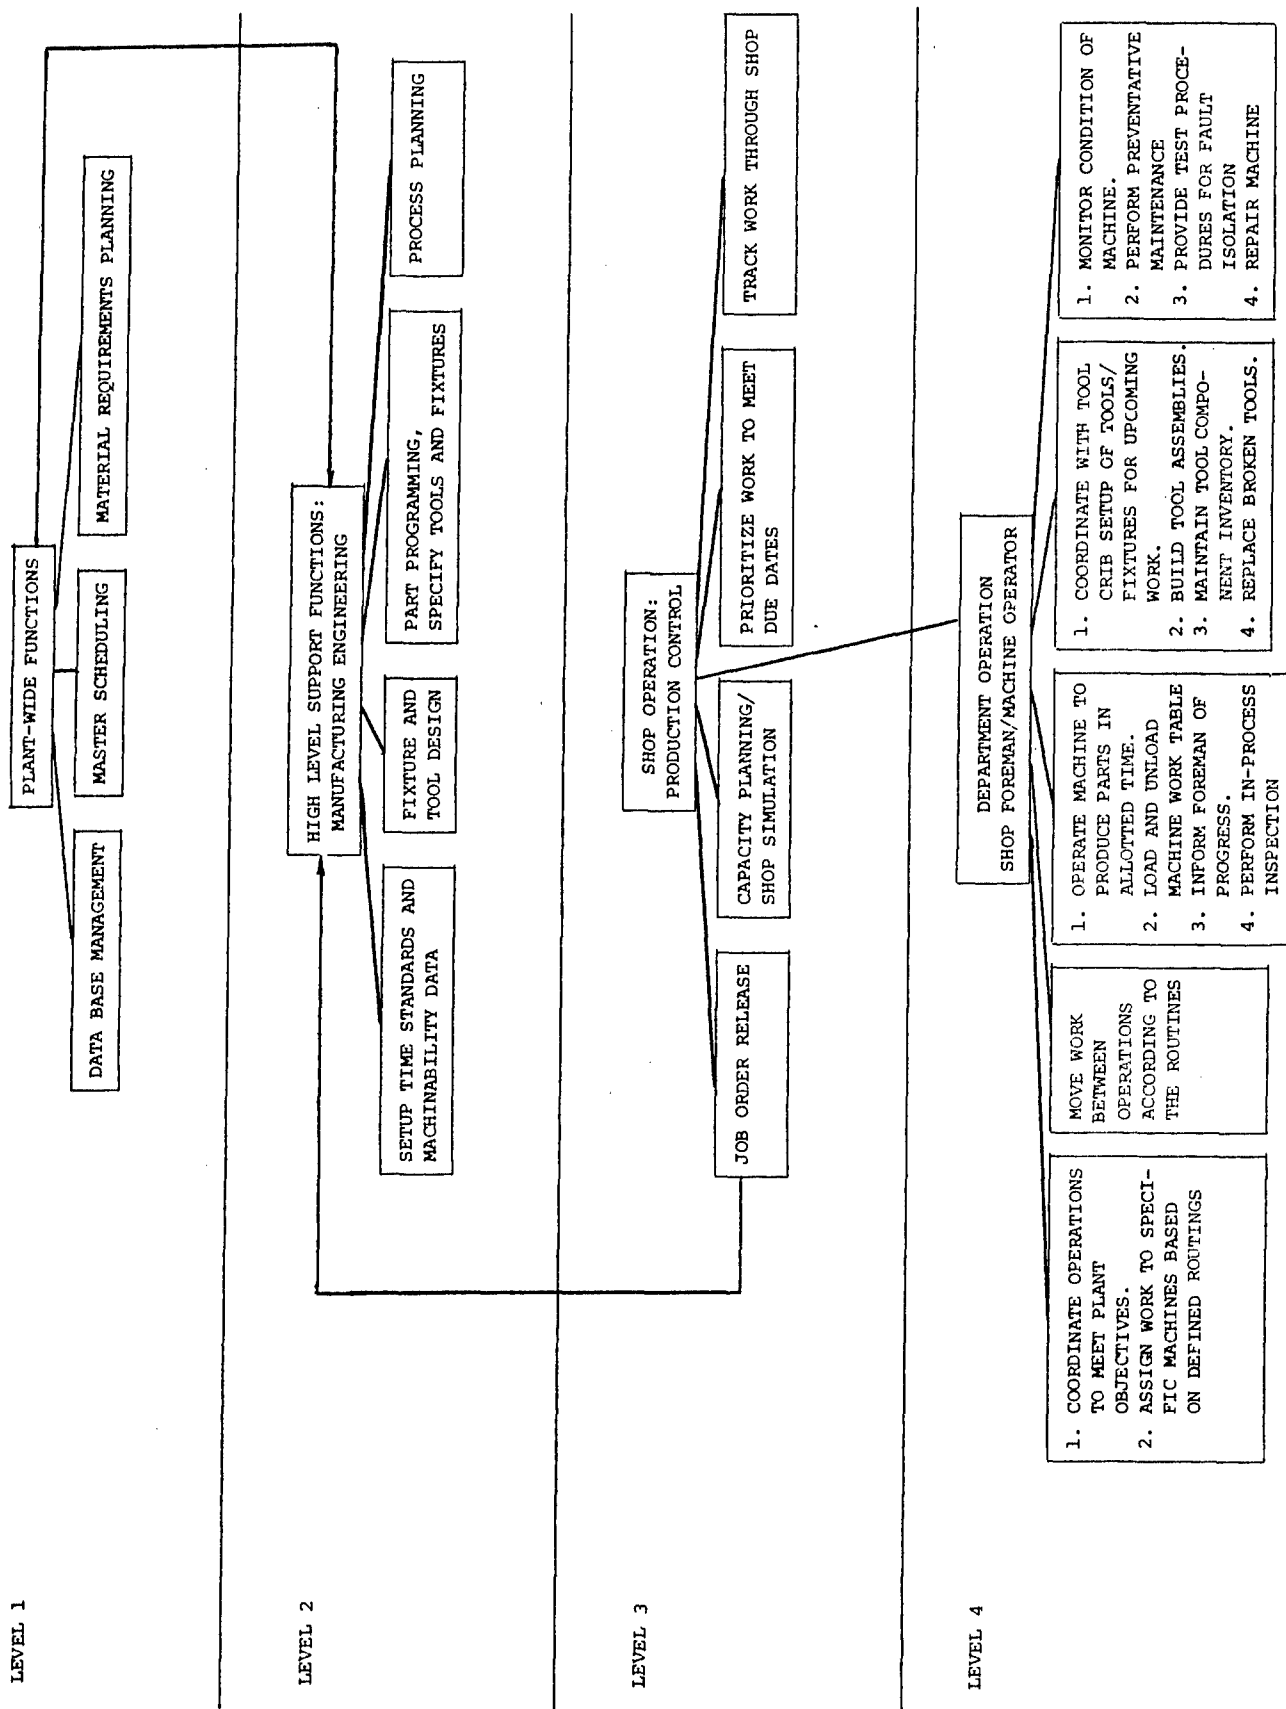 LEVEL 1
PLANT-WIDE FUNCTIONS
DATA BASE MANAGEMENT
MASTER SCHEDULING
MATERIAL REQUIREMENTS PLANNING
LEVEL 2
HIGH LEVEL SUPPORT FUNCTIONS:
MANUFACTURING ENGINEERING
SETUP TIME STANDARDS AND
MACHINABILITY DATA
FIXTURE AND
TOOL DESIGN
PART PROGRAMMING,
SPECIFY TOOLS AND FIXTURES
PROCESS PLANNING
LEVEL 3
SHOP OPERATION:
PRODUCTION CONTROL
JOB ORDER RELEASE
CAPACITY PLANNING/
SHOP SIMULATION
PRIORITIZE WORK TO MEET
DUE DATES
TRACK WORK THROUGH SHOP
LEVEL 4
DEPARTMENT OPERATION
SHOP FOREMAN/MACHINE OPERATOR
1. COORDINATE OPERATIONS
TO MEET PLANT
OBJECTIVES.
2. ASSIGN WORK TO SPECI-
FIC MACHINES BASED
ON DEFINED ROUTINGS
MOVE WORK
BETWEEN
OPERATIONS
ACCORDING TO
THE ROUTINES
1. OPERATE MACHINE TO
PRODUCE PARTS IN
ALLOTTED TIME.
2. LOAD AND UNLOAD
MACHINE WORK TABLE
3. INFORM FOREMAN OF
PROGRESS.
4. PERFORM IN-PROCESS
INSPECTION
1. COORDINATE WITH TOOL
CRIB SETUP OF TOOLS/
FIXTURES FOR UPCOMING
WORK.
2. BUILD TOOL ASSEMBLIES.
3. MAINTAIN TOOL COMPO-
NENT INVENTORY.
4. REPLACE BROKEN TOOLS.
1. MONITOR CONDITION OF
MACHINE.
2. PERFORM PREVENTATIVE
MAINTENANCE
3. PROVIDE TEST PROCE-
DURES FOR FAULT
ISOLATION
4. REPAIR MACHINE